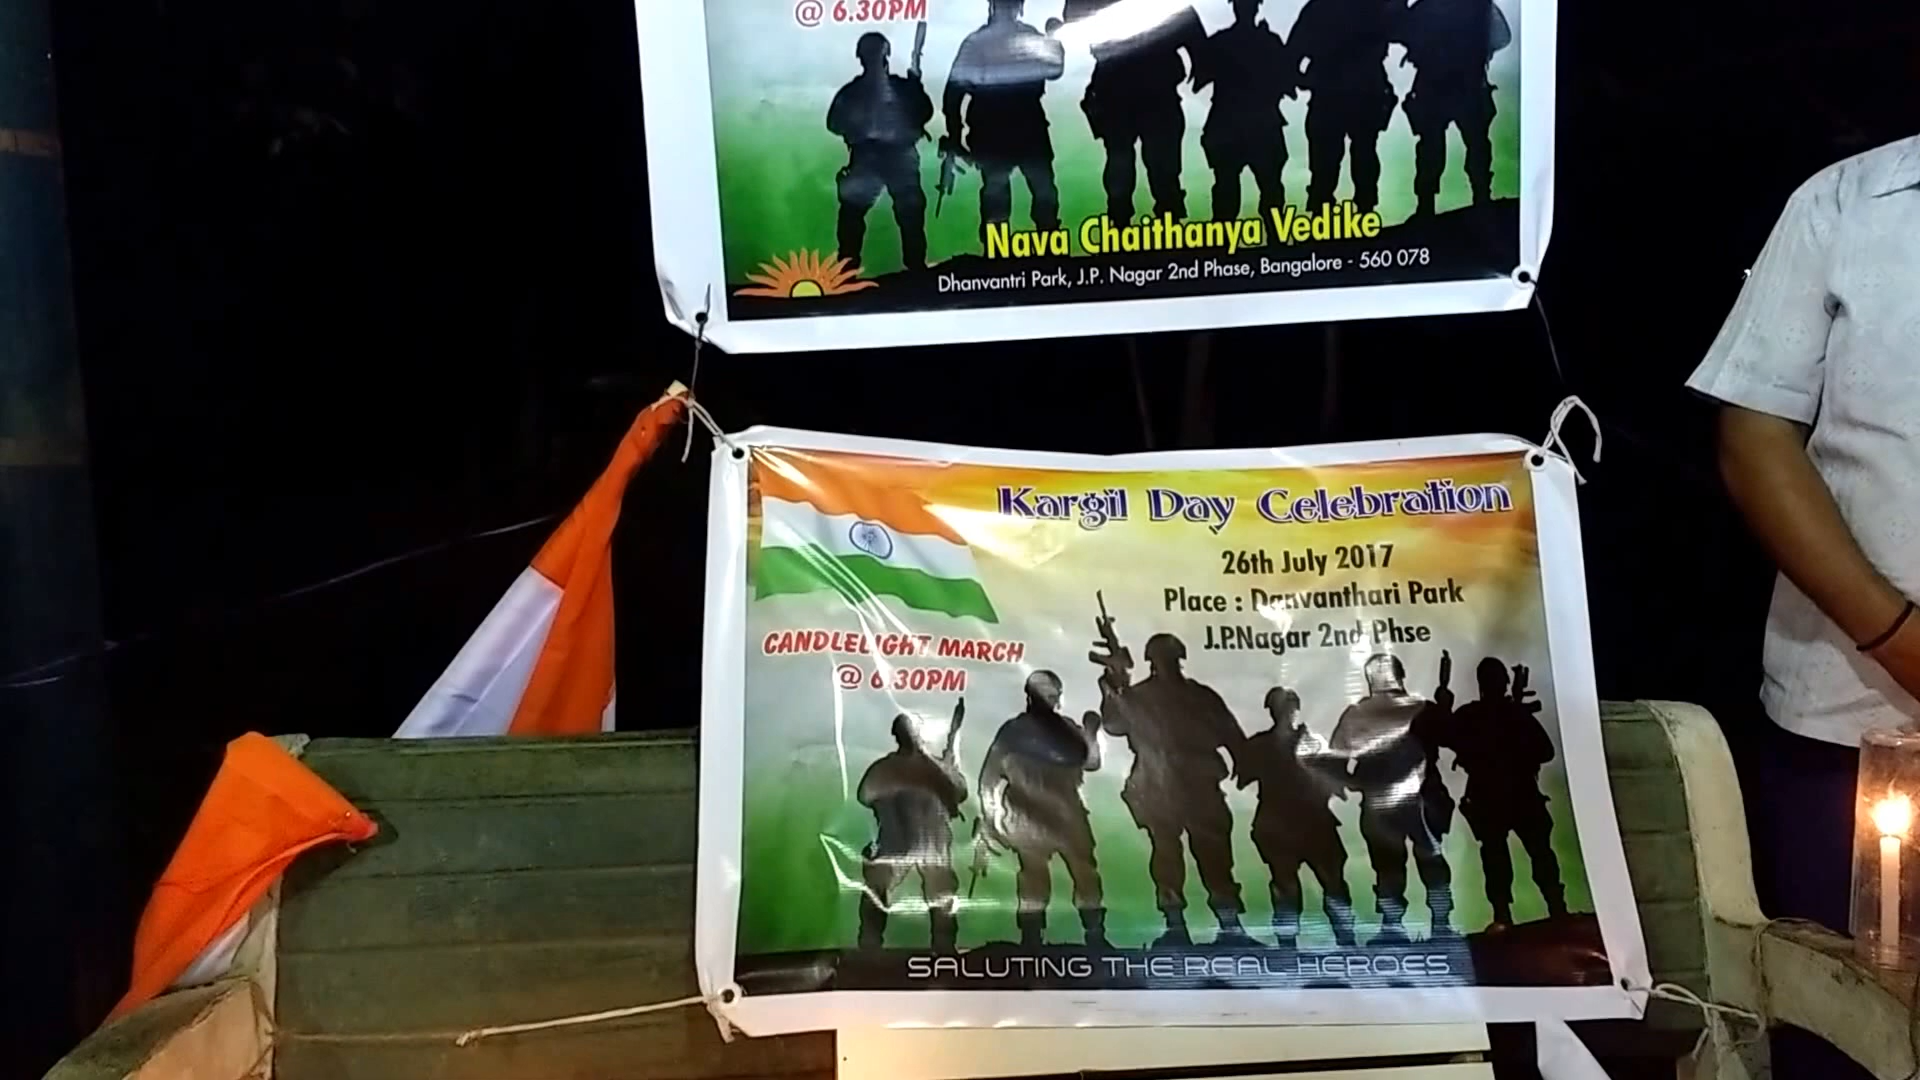 @ 6.30PM
Nava Chaithanya Vedike
Dhanvantri Park, J.P. Nagar 2nd Phase, Bangalore - 560 078
Kargil Day Celebration
26th July 2017
Place : Danvanthari Park
J.P.Nagar 2nd Phse
CANDLELIGHT MARCH
@ 6.30PM
SALUTING THE REAL HEROES